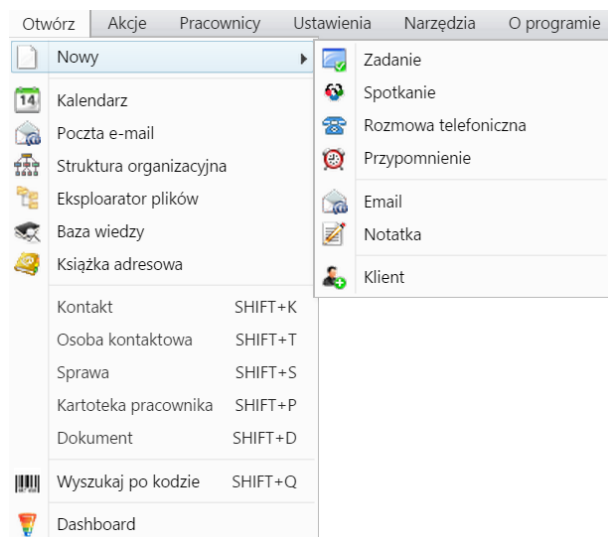 Otwórz Akcje Pracownicy Ustawienia Narzędzia O programie
Nowy
Zadanie
Spotkanie
Rozmowa telefoniczna
Przypomnienie
Email
Notatka
Klient
14 Kalendarz
Poczta e-mail
Struktura organizacyjna
Eksploarator plików
Baza wiedzy
Książka adresowa
Kontakt SHIFT+K
Osoba kontaktowa SHIFT+T
Sprawa SHIFT+S
Kartoteka pracownika SHIFT+P
Dokument SHIFT+D
Wyszukaj po kodzie SHIFT+Q
Dashboard